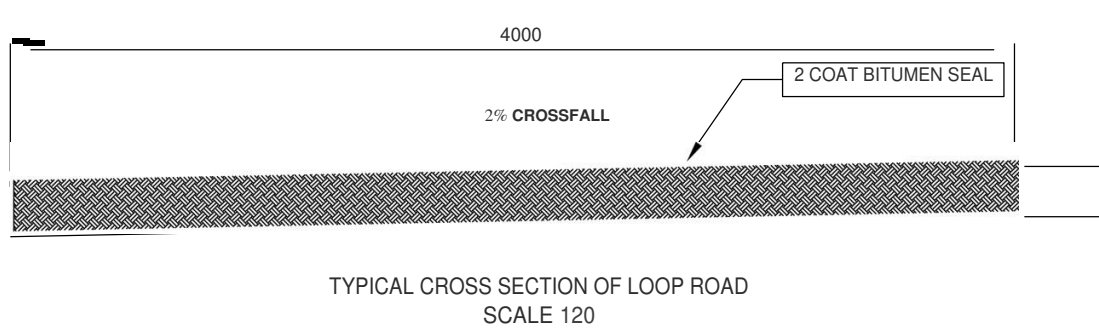 4000
2 COAT BITUMEN SEAL
2% CROSSFALL
TYPICAL CROSS SECTION OF LOOP ROAD
SCALE 120